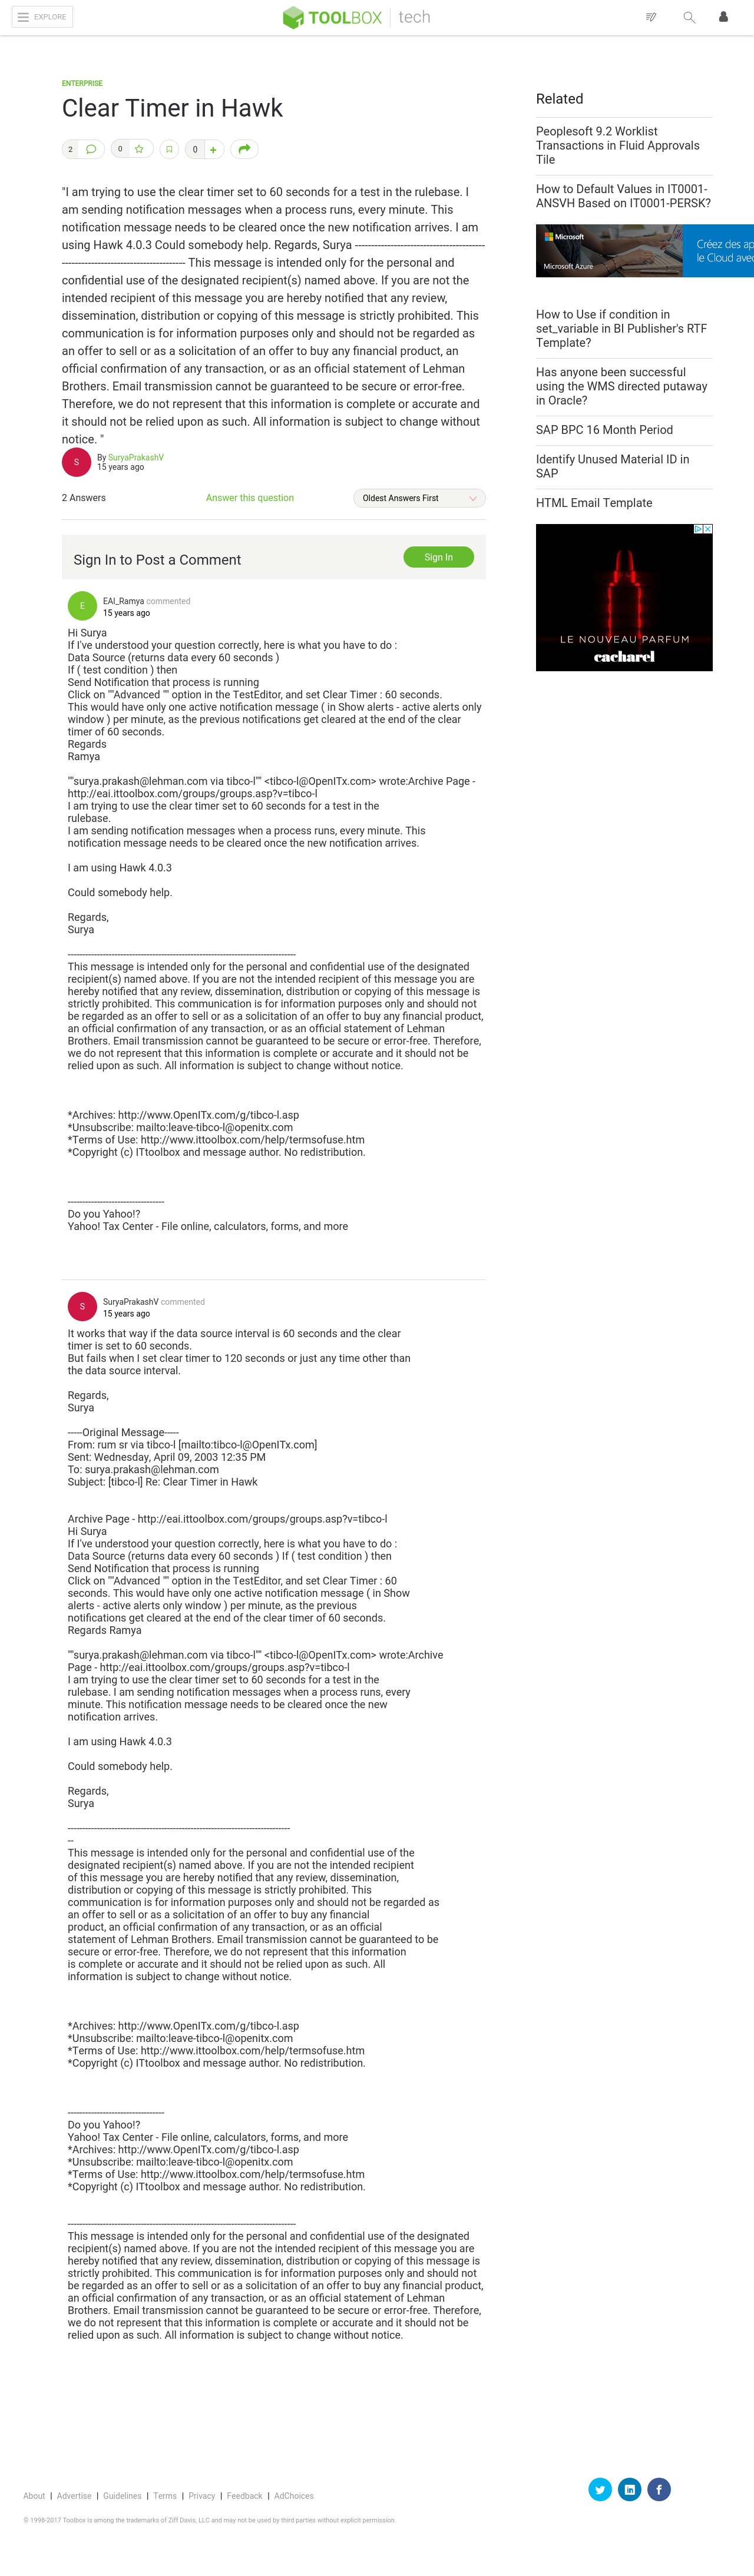 EXPLORE
TOOLBOX tech
ENTERPRISE
Clear Timer in Hawk
2
0
0 +
"I am trying to use the clear timer set to 60 seconds for a test in the rulebase. I
am sending notification messages when a process runs, every minute. This
notification message needs to be cleared once the new notification arrives. I am
using Hawk 4.0.3 Could somebody help. Regards, Surya ----------------------------------------
-------------------------------------- This message is intended only for the personal and
confidential use of the designated recipient(s) named above. If you are not the
intended recipient of this message you are hereby notified that any review,
dissemination, distribution or copying of this message is strictly prohibited. This
communication is for information purposes only and should not be regarded as
an offer to sell or as a solicitation of an offer to buy any financial product, an
official confirmation of any transaction, or as an official statement of Lehman
Brothers. Email transmission cannot be guaranteed to be secure or error-free.
Therefore, we do not represent that this information is complete or accurate and
it should not be relied upon as such. All information is subject to change without
notice. "
S
By SuryaPrakashV
15 years ago
2 Answers
Answer this question
Oldest Answers First
Sign In to Post a Comment
Sign In
E
EAI_Ramya commented
15 years ago
Hi Surya
If I've understood your question correctly, here is what you have to do :
Data Source (returns data every 60 seconds )
If ( test condition ) then
Send Notification that process is running
Click on ""Advanced "" option in the TestEditor, and set Clear Timer : 60 seconds.
This would have only one active notification message ( in Show alerts - active alerts only
window ) per minute, as the previous notifications get cleared at the end of the clear
timer of 60 seconds.
Regards
Ramya
""surya.prakash@lehman.com via tibco-l"" <tibco-l@OpenITx.com> wrote:Archive Page -
http://eai.ittoolbox.com/groups/groups.asp?v=tibco-l
I am trying to use the clear timer set to 60 seconds for a test in the
rulebase.
I am sending notification messages when a process runs, every minute. This
notification message needs to be cleared once the new notification arrives.
I am using Hawk 4.0.3
Could somebody help.
Regards,
Surya
------------------------------------------------------------------------------
This message is intended only for the personal and confidential use of the designated
recipient(s) named above. If you are not the intended recipient of this message you are
hereby notified that any review, dissemination, distribution or copying of this message is
strictly prohibited. This communication is for information purposes only and should not
be regarded as an offer to sell or as a solicitation of an offer to buy any financial product,
an official confirmation of any transaction, or as an official statement of Lehman
Brothers. Email transmission cannot be guaranteed to be secure or error-free. Therefore,
we do not represent that this information is complete or accurate and it should not be
relied upon as such. All information is subject to change without notice.
*Archives: http://www.OpenITx.com/g/tibco-l.asp
*Unsubscribe: mailto:leave-tibco-l@openitx.com
*Terms of Use: http://www.ittoolbox.com/help/termsofuse.htm
*Copyright (c) ITtoolbox and message author. No redistribution.
---------------------------------
Do you Yahoo!?
Yahoo! Tax Center - File online, calculators, forms, and more
S
SuryaPrakashV commented
15 years ago
It works that way if the data source interval is 60 seconds and the clear
timer is set to 60 seconds.
But fails when I set clear timer to 120 seconds or just any time other than
the data source interval.
Regards,
Surya
-----Original Message-----
From: rum sr via tibco-l [mailto:tibco-l@OpenITx.com]
Sent: Wednesday, April 09, 2003 12:35 PM
To: surya.prakash@lehman.com
Subject: [tibco-l] Re: Clear Timer in Hawk
Archive Page - http://eai.ittoolbox.com/groups/groups.asp?v=tibco-l
Hi Surya
If I've understood your question correctly, here is what you have to do :
Data Source (returns data every 60 seconds ) If ( test condition ) then
Send Notification that process is running
Click on ""Advanced "" option in the TestEditor, and set Clear Timer : 60
seconds. This would have only one active notification message ( in Show
alerts - active alerts only window ) per minute, as the previous
notifications get cleared at the end of the clear timer of 60 seconds.
Regards Ramya
""surya.prakash@lehman.com via tibco-l"" <tibco-l@OpenITx.com> wrote:Archive
Page - http://eai.ittoolbox.com/groups/groups.asp?v=tibco-l
I am trying to use the clear timer set to 60 seconds for a test in the
rulebase. I am sending notification messages when a process runs, every
minute. This notification message needs to be cleared once the new
notification arrives.
I am using Hawk 4.0.3
Could somebody help.
Regards,
Surya
----------------------------------------------------------------------------
--
This message is intended only for the personal and confidential use of the
designated recipient(s) named above. If you are not the intended recipient
of this message you are hereby notified that any review, dissemination,
distribution or copying of this message is strictly prohibited. This
communication is for information purposes only and should not be regarded as
an offer to sell or as a solicitation of an offer to buy any financial
product, an official confirmation of any transaction, or as an official
statement of Lehman Brothers. Email transmission cannot be guaranteed to be
secure or error-free. Therefore, we do not represent that this information
is complete or accurate and it should not be relied upon as such. All
information is subject to change without notice.
*Archives: http://www.OpenITx.com/g/tibco-l.asp
*Unsubscribe: mailto:leave-tibco-l@openitx.com
*Terms of Use: http://www.ittoolbox.com/help/termsofuse.htm
*Copyright (c) ITtoolbox and message author. No redistribution.
---------------------------------
Do you Yahoo!?
Yahoo! Tax Center - File online, calculators, forms, and more
*Archives: http://www.OpenITx.com/g/tibco-l.asp
*Unsubscribe: mailto:leave-tibco-l@openitx.com
*Terms of Use: http://www.ittoolbox.com/help/termsofuse.htm
*Copyright (c) ITtoolbox and message author. No redistribution.
------------------------------------------------------------------------------
This message is intended only for the personal and confidential use of the designated
recipient(s) named above. If you are not the intended recipient of this message you are
hereby notified that any review, dissemination, distribution or copying of this message is
strictly prohibited. This communication is for information purposes only and should not
be regarded as an offer to sell or as a solicitation of an offer to buy any financial product,
an official confirmation of any transaction, or as an official statement of Lehman
Brothers. Email transmission cannot be guaranteed to be secure or error-free. Therefore,
we do not represent that this information is complete or accurate and it should not be
relied upon as such. All information is subject to change without notice.
Related
Peoplesoft 9.2 Worklist
Transactions in Fluid Approvals
Tile
How to Default Values in IT0001-
ANSVH Based on IT0001-PERSK?
Microsoft
Microsoft Azure
Créez des ap
le Cloud avec
How to Use if condition in
set_variable in BI Publisher's RTF
Template?
Has anyone been successful
using the WMS directed putaway
in Oracle?
SAP BPC 16 Month Period
Identify Unused Material ID in
SAP
HTML Email Template
LE NOUVEAU PARFUM
cacharel
About | Advertise | Guidelines | Terms | Privacy | Feedback | AdChoices
© 1998-2017 Toolbox is among the trademarks of Ziff Davis, LLC and may not be used by third parties without explicit permission.